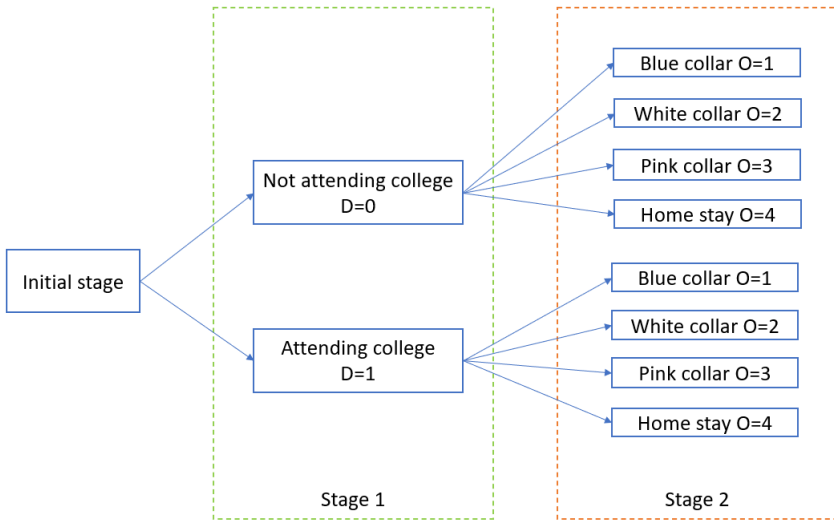 Initial stage
Not attending college
D=0
Attending college
D=1
Stage 1
Blue collar O=1
White collar O=2
Pink collar O=3
Home stay O=4
Blue collar O=1
White collar O=2
Pink collar O=3
Home stay O=4
Stage 2